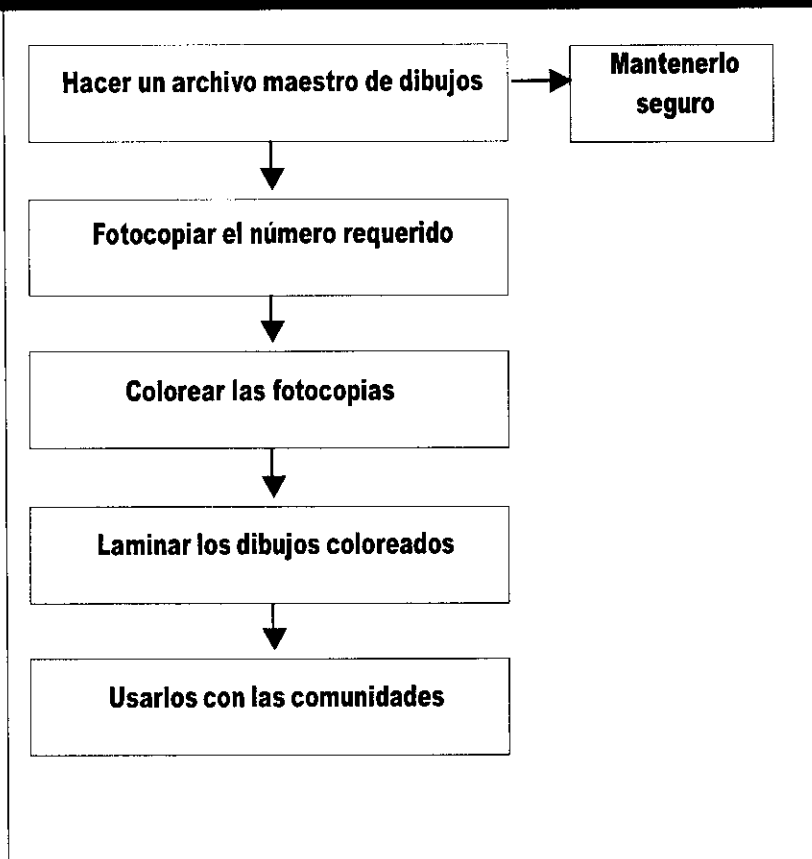 Hacer un archivo maestro de dibujos
Mantenerlo
seguro
Fotocopiar el número requerido
Colorear las fotocopias
Laminar los dibujos coloreados
Usarlos con las comunidades